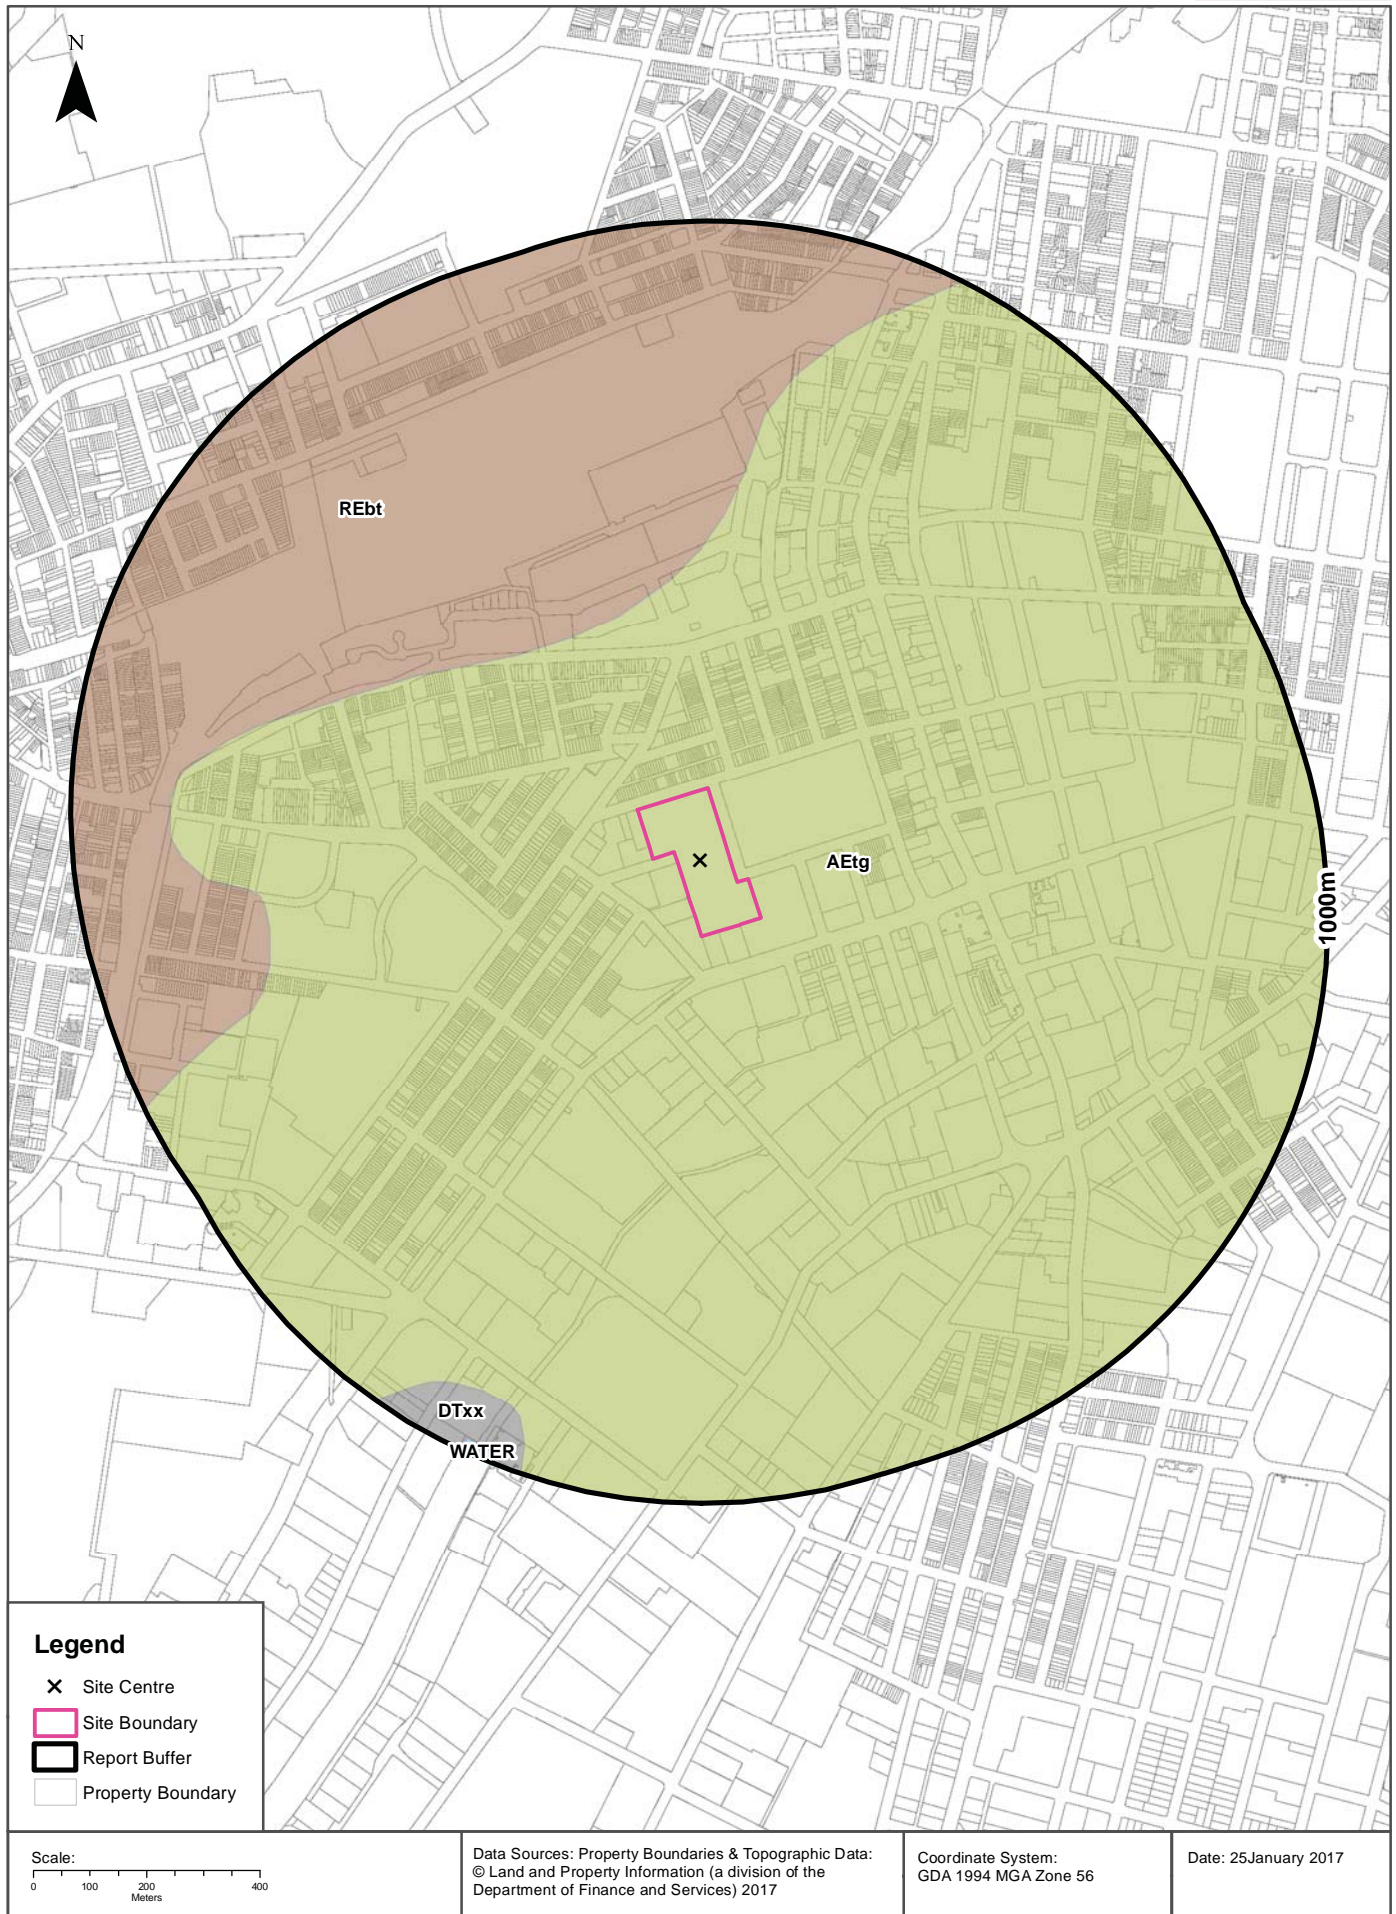 N
REbt
AEtg
1000m
DTxx
WATER
Legend
Site Centre
Site Boundary
Report Buffer
Property Boundary
Scale:
0 100 200 400
Meters
Data Sources: Property Boundaries & Topographic Data:
© Land and Property Information (a division of the
Department of Finance and Services) 2017
Coordinate System:
GDA 1994 MGA Zone 56
Date: 25January 2017